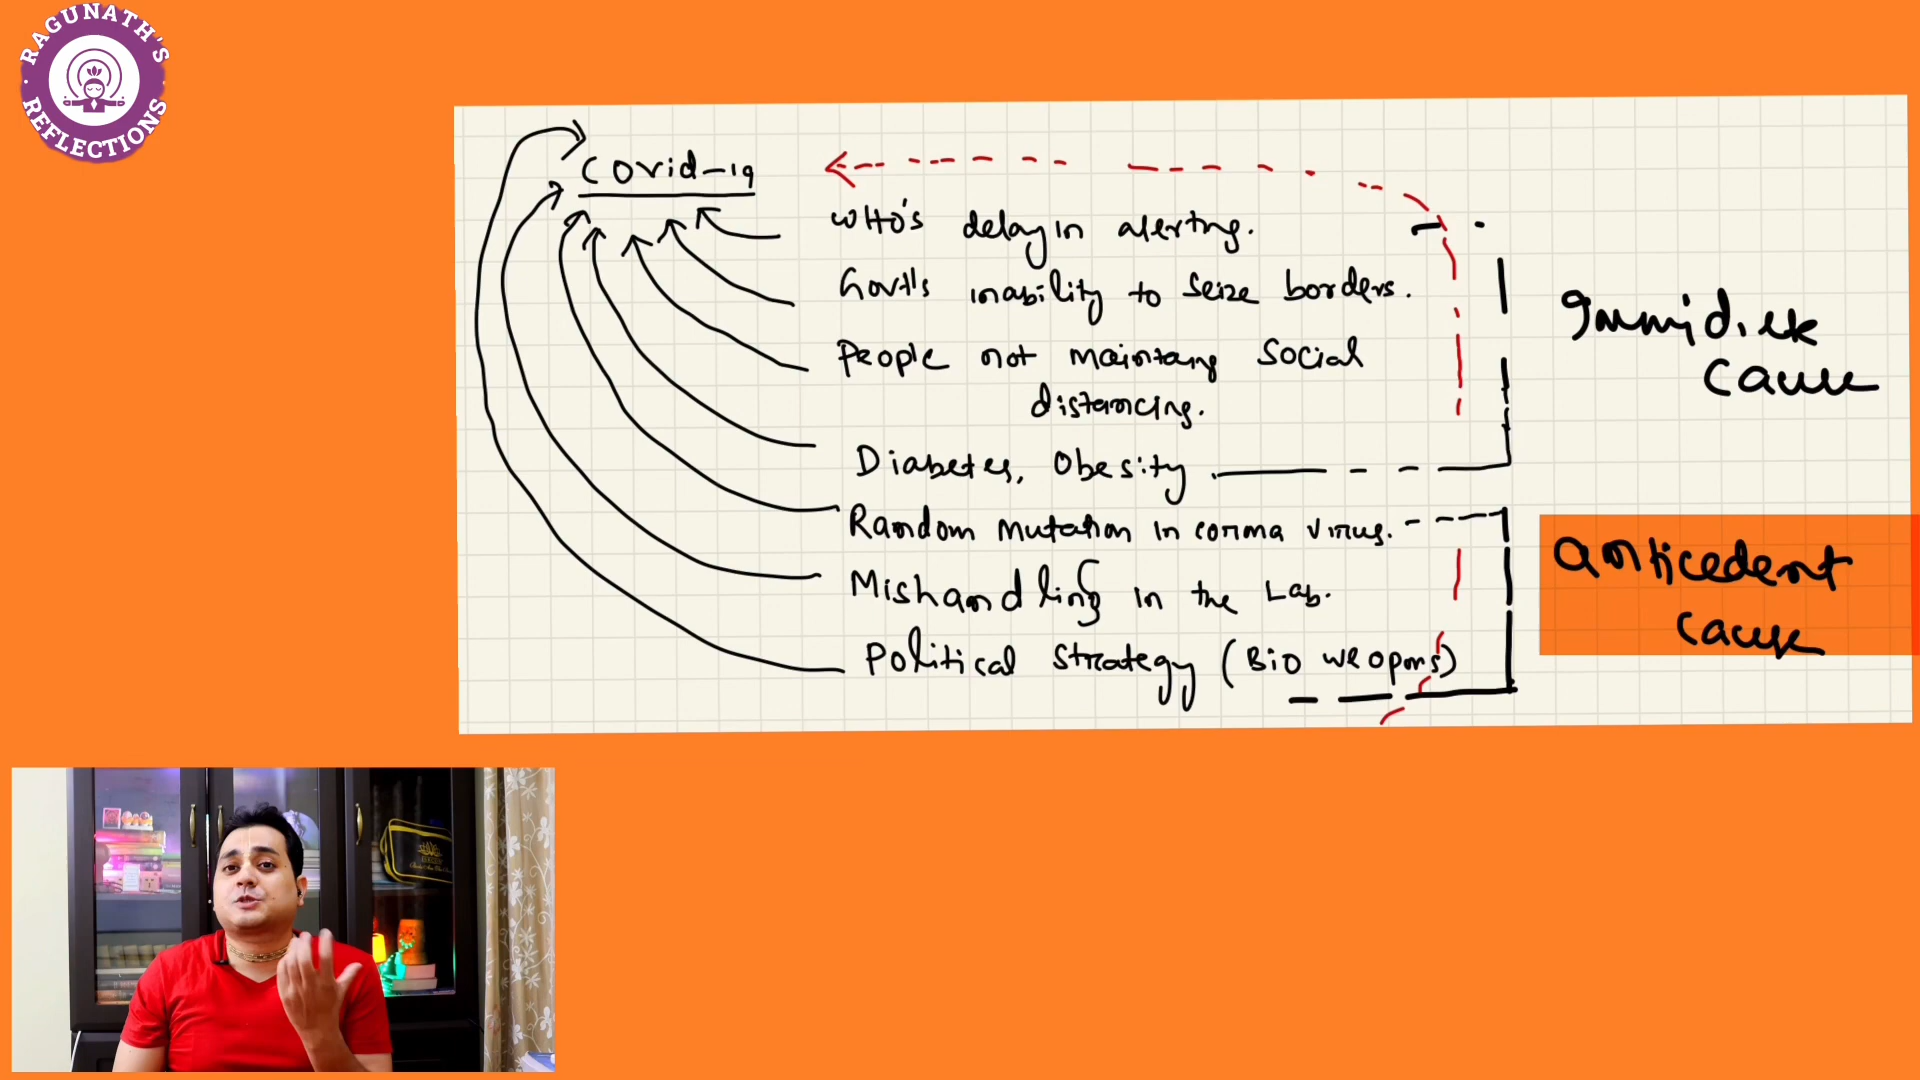 RAGUNATH'S
REFLECTIONS
Covid-19
WHO's delay in alerting.
Govt's inability to seize borders.
People not maintaing Social
distancing.
Diabetes, Obesity
Random mutation in corona virus.
Mishandling in the Lab.
Political Strategy (Bio weapons)
Immidiate
cause
anticedent
cause